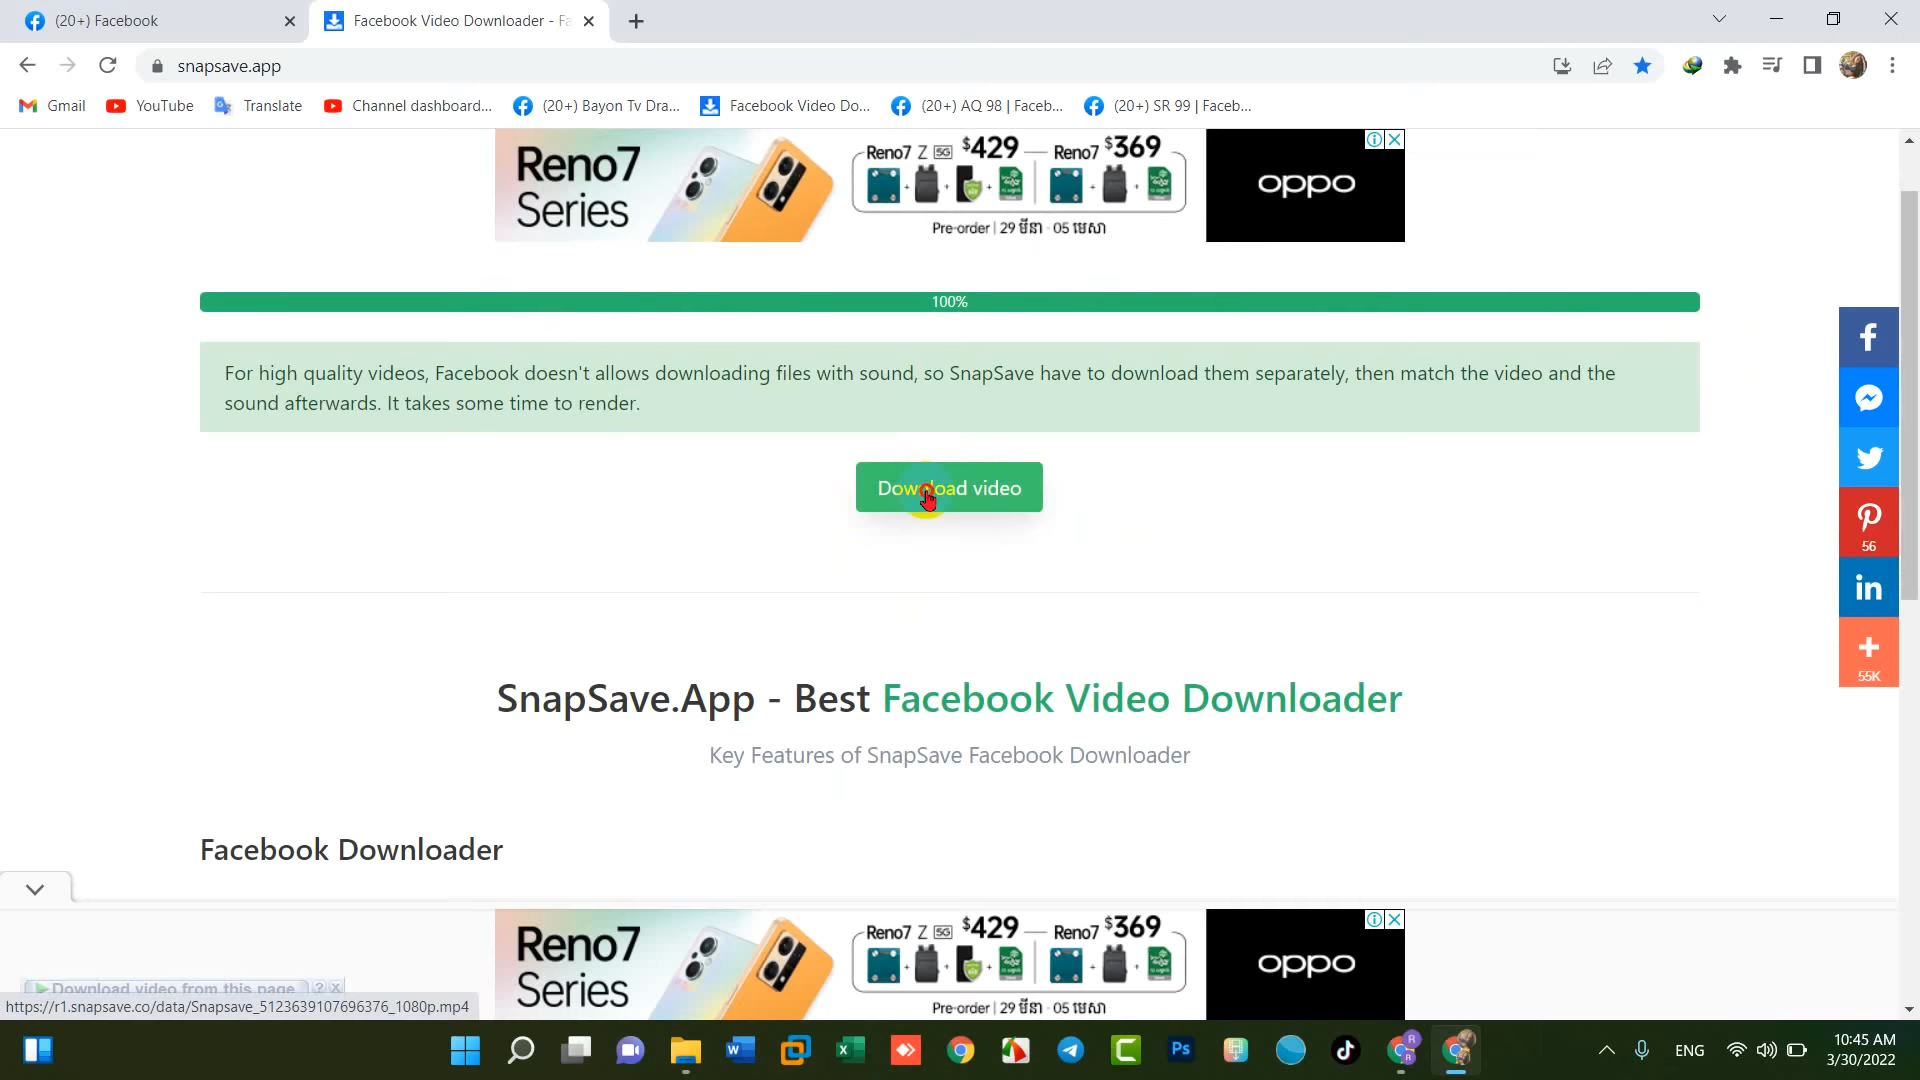 (20+) Facebook
Facebook Video Downloader - Fa
snapsave.app
Gmail
YouTube
Translate
Channel dashboard...
(20+) Bayon Tv Dra...
Facebook Video Do...
(20+) AQ 98 | Faceb...
(20+) SR 99 | Faceb...
Reno7
Series
Reno7 Z 5G $429
Reno7 $369
Pre-order | 29 មីនា - 05 មេសា
oppo
100%
For high quality videos, Facebook doesn't allows downloading files with sound, so SnapSave have to download them separately, then match the video and the
sound afterwards. It takes some time to render.
Download video
56
55K
SnapSave.App - Best Facebook Video Downloader
Key Features of SnapSave Facebook Downloader
Facebook Downloader
Reno7
Series
Reno7 Z 5G $429
Reno7 $369
Pre-order | 29 មីនា - 05 មេសា
oppo
Download video from this page
https://r1.snapsave.co/data/Snapsave_5123639107696376_1080p.mp4
ENG
10:45 AM
3/30/2022